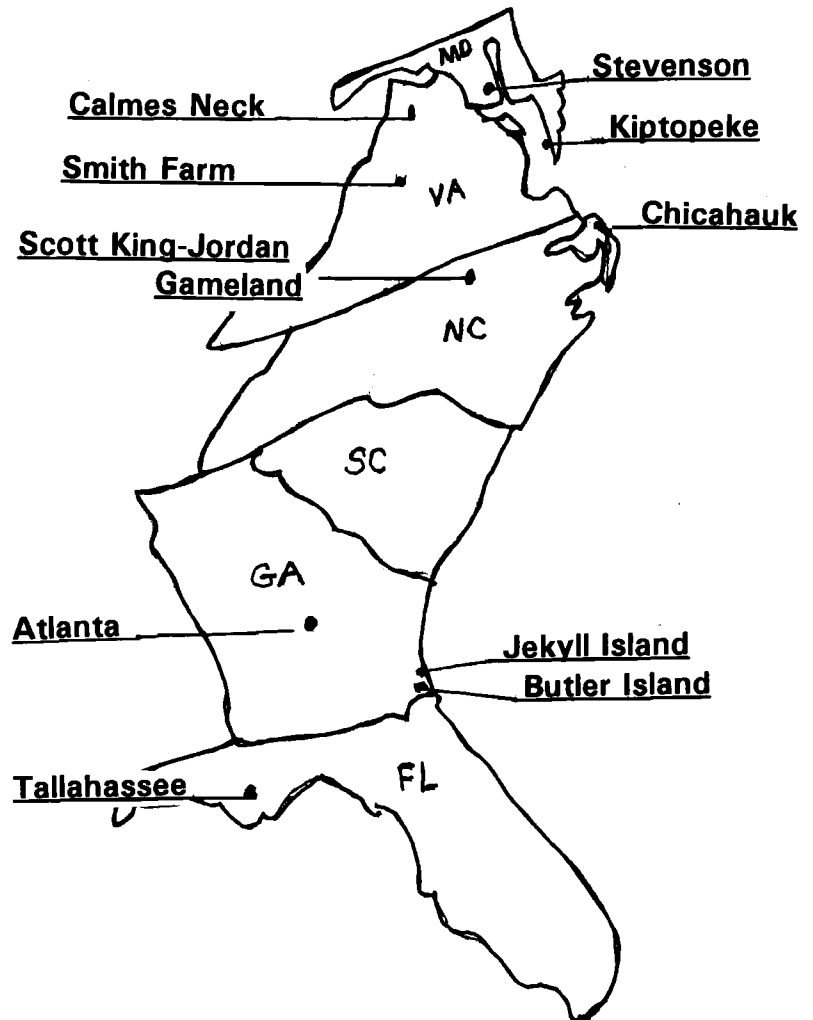 MD
Stevenson
Calmes Neck
Kiptopeke
Smith Farm
VA
Chicahauk
Scott King-Jordan
Gameland
NC
SC
GA
Atlanta
Jekyll Island
Butler Island
FL
Tallahassee